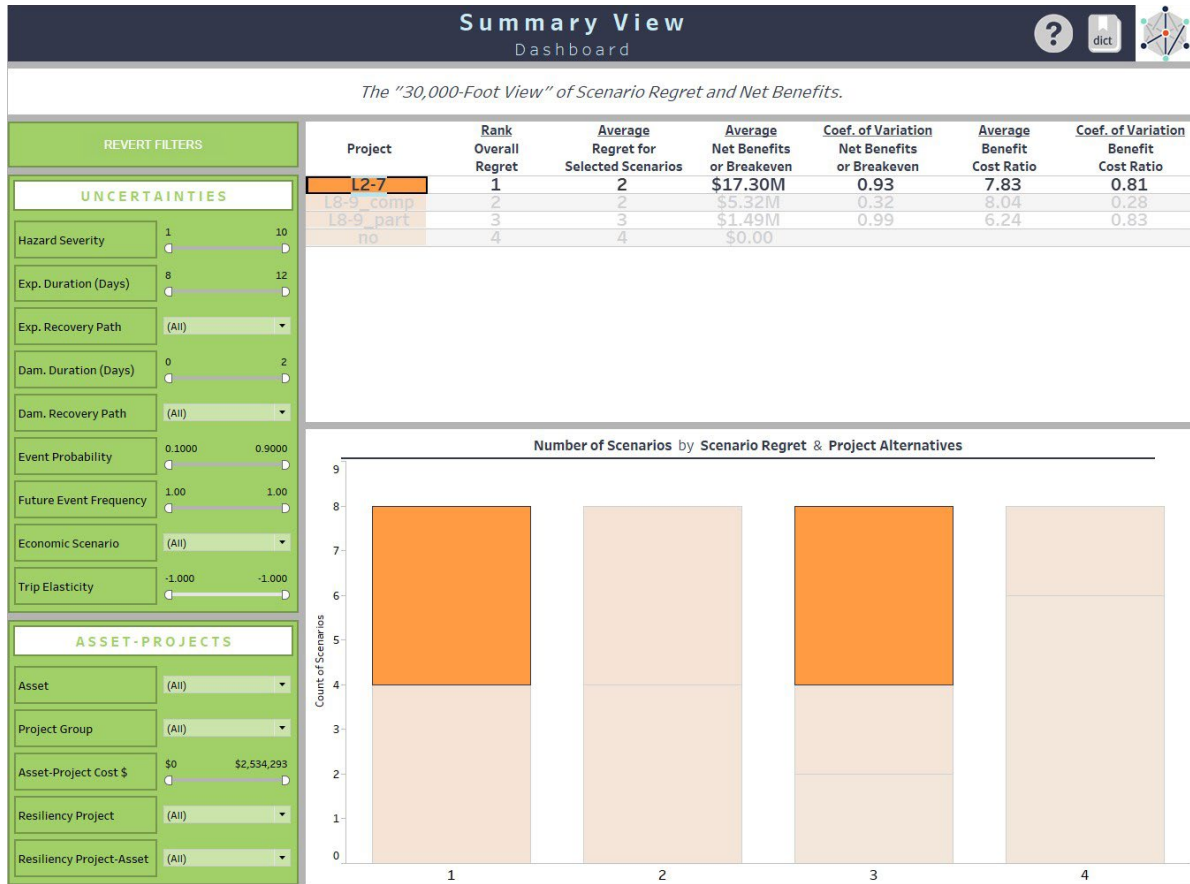 Summary View
Dashboard
?
dict
The "30,000-Foot View" of Scenario Regret and Net Benefits.
REVERT FILTERS
UNCERTAINTIES
Hazard Severity 1 10
Exp. Duration (Days) 8 12
Exp. Recovery Path (All)
Dam. Duration (Days) 0 2
Dam. Recovery Path (All)
Event Probability 0.1000 0.9000
Future Event Frequency 1.00 1.00
Economic Scenario (All)
Trip Elasticity -1.000 -1.000
ASSET-PROJECTS
Asset (All)
Project Group (All)
Asset-Project Cost $ $0 $2,534,293
Resiliency Project (All)
Resiliency Project-Asset (All)
Project
Rank
Overall
Regret
Average
Regret for
Selected Scenarios
Average
Net Benefits
or Breakeven
Coef. of Variation
Net Benefits
or Breakeven
Average
Benefit
Cost Ratio
Coef. of Variation
Benefit
Cost Ratio
L2-7 1 2 $17.30M 0.93 7.83 0.81
L8-9_comp 2 2 $5.32M 0.32 8.04 0.28
L8-9_part 3 3 $1.49M 0.99 6.24 0.83
no 4 4 $0.00
Number of Scenarios by Scenario Regret & Project Alternatives
Count of Scenarios
9
8
7
6
5
4
3
2
1
0
1 2 3 4